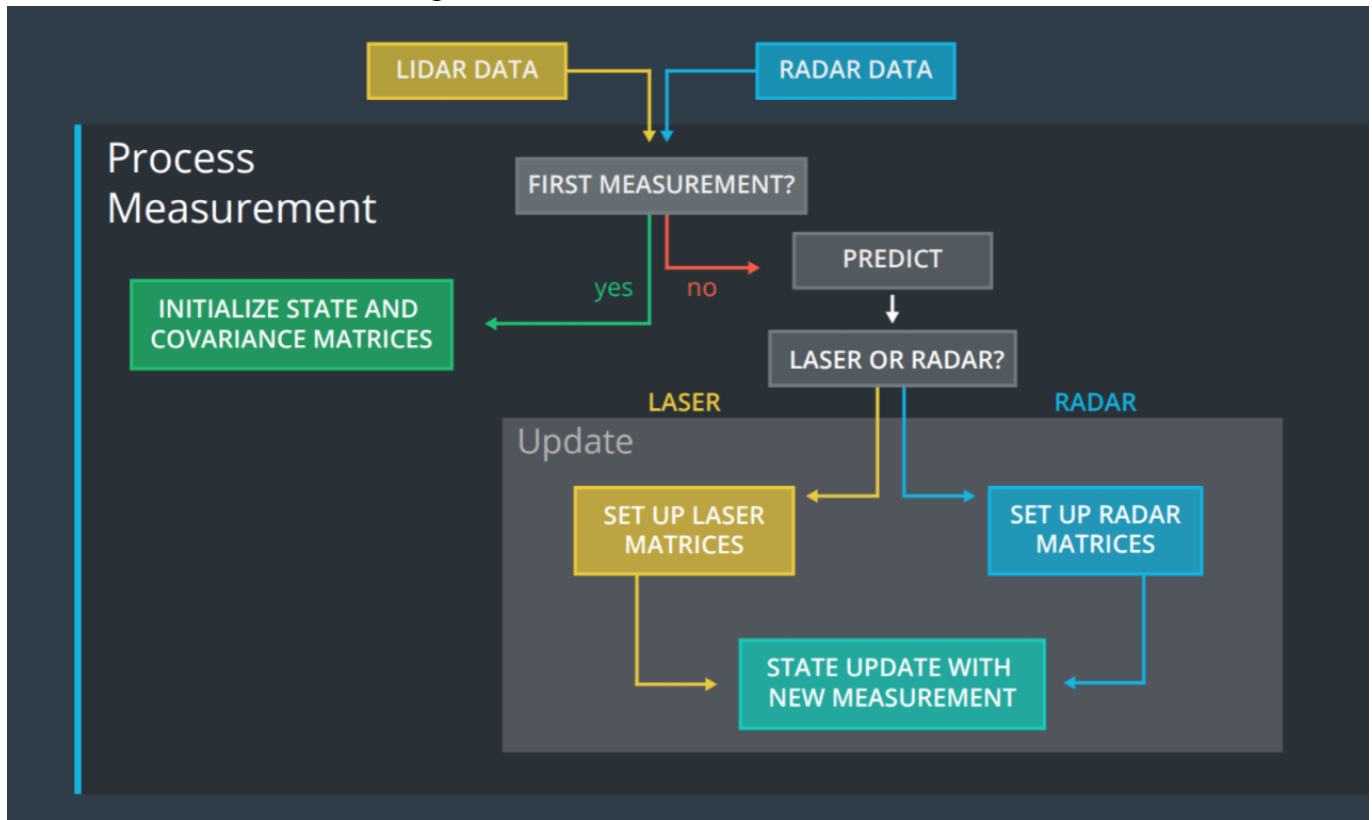 LIDAR DATA
RADAR DATA
Process
Measurement
FIRST MEASUREMENT?
PREDICT
yes
no
INITIALIZE STATE AND
COVARIANCE MATRICES
LASER OR RADAR?
LASER
RADAR
Update
SET UP LASER
MATRICES
SET UP RADAR
MATRICES
STATE UPDATE WITH
NEW MEASUREMENT